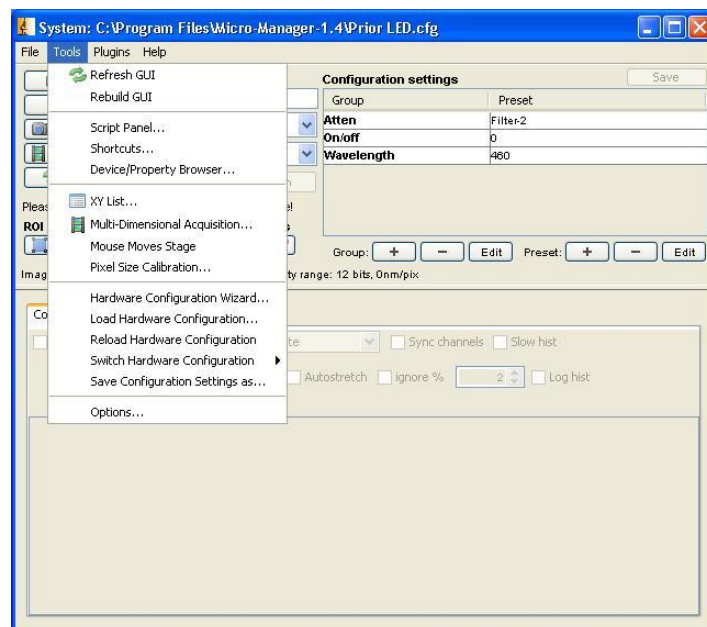 System: C:\Program Files\Micro-Manager-1.4\Prior LED.cfg
File Tools Plugins Help
Refresh GUI
Rebuild GUI
Script Panel...
Shortcuts...
Device/Property Browser...
XY List...
Multi-Dimensional Acquisition...
Mouse Moves Stage
Pixel Size Calibration...
Hardware Configuration Wizard...
Load Hardware Configuration...
Reload Hardware Configuration
Switch Hardware Configuration
Save Configuration Settings as...
Options...
Configuration settings Save
Group Preset
Atten Filter-2
On/off 0
Wavelength 460
ROI
Group: + − Edit Preset: + − Edit
range: 12 bits, 0nm/pix
Sync channels Slow hist
Autostretch ignore % 2 Log hist